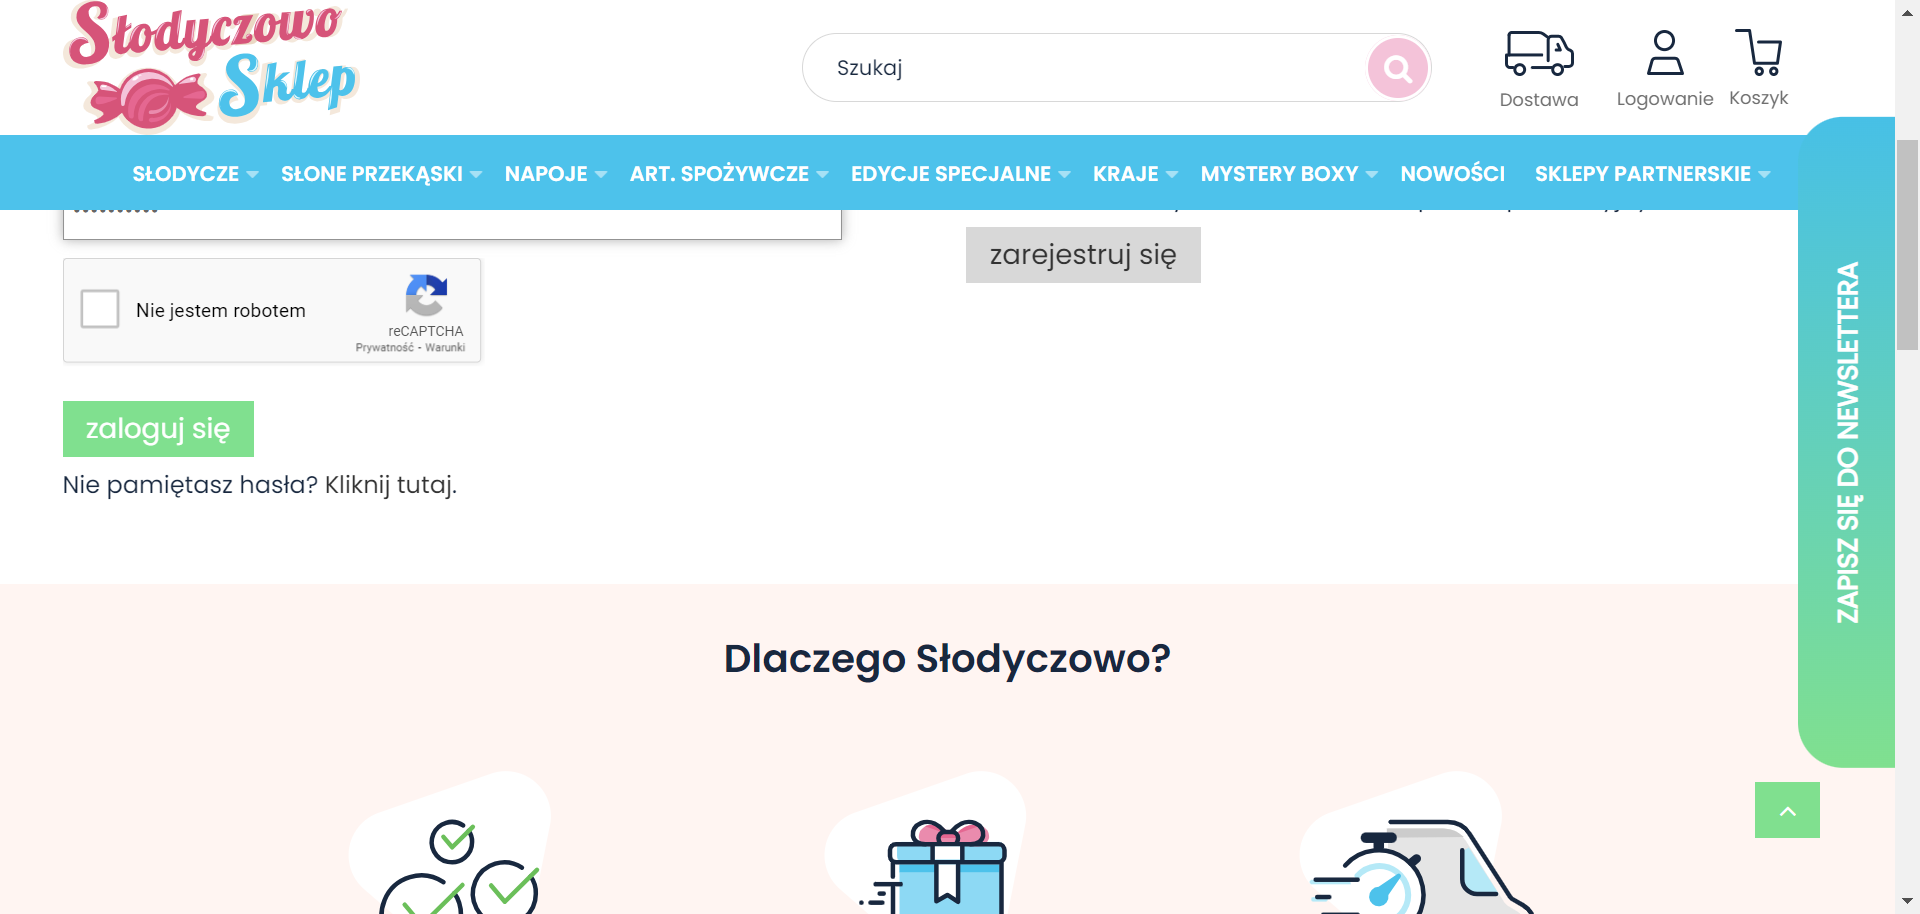 Słodyczowo
Sklep
Szukaj
Dostawa
Logowanie
Koszyk
SŁODYCZE
SŁONE PRZEKĄSKI
NAPOJE
ART. SPOŻYWCZE
EDYCJE SPECJALNE
KRAJE
MYSTERY BOXY
NOWOŚCI
SKLEPY PARTNERSKIE
zarejestruj się
Nie jestem robotem
reCAPTCHA
Prywatność - Warunki
zaloguj się
Nie pamiętasz hasła? Kliknij tutaj.
ZAPISZ SIĘ DO NEWSLETTERA
Dlaczego Słodyczowo?